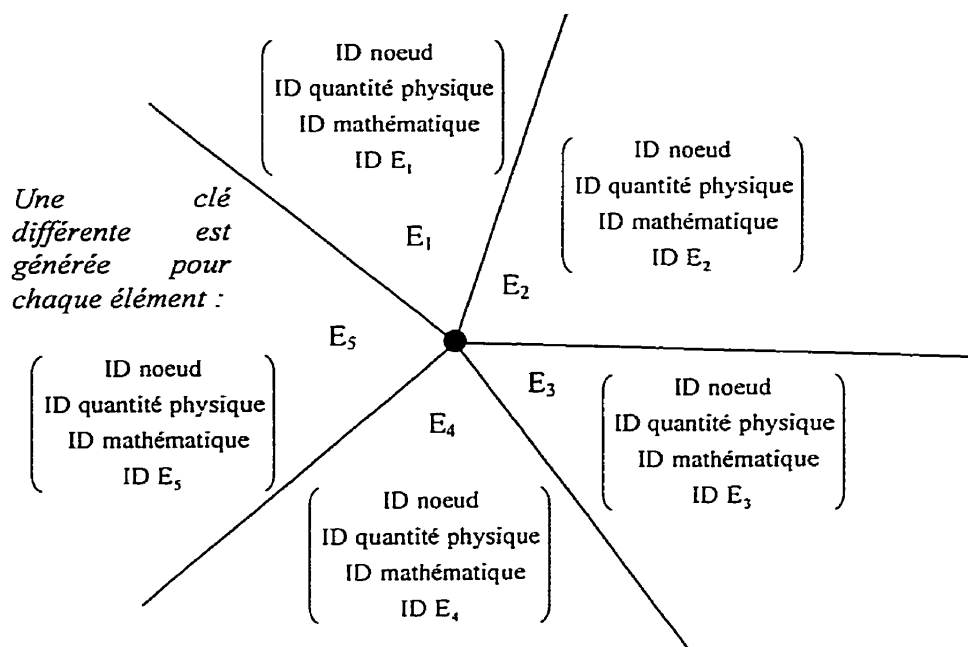 ID noeud
ID quantité physique
ID mathématique
ID E₁
ID noeud
ID quantité physique
ID mathématique
ID E₂
Une clé
différente est
générée pour
chaque élément :
E₁
E₂
E₅
E₃
E₄
ID noeud
ID quantité physique
ID mathématique
ID E₅
ID noeud
ID quantité physique
ID mathématique
ID E₃
ID noeud
ID quantité physique
ID mathématique
ID E₄